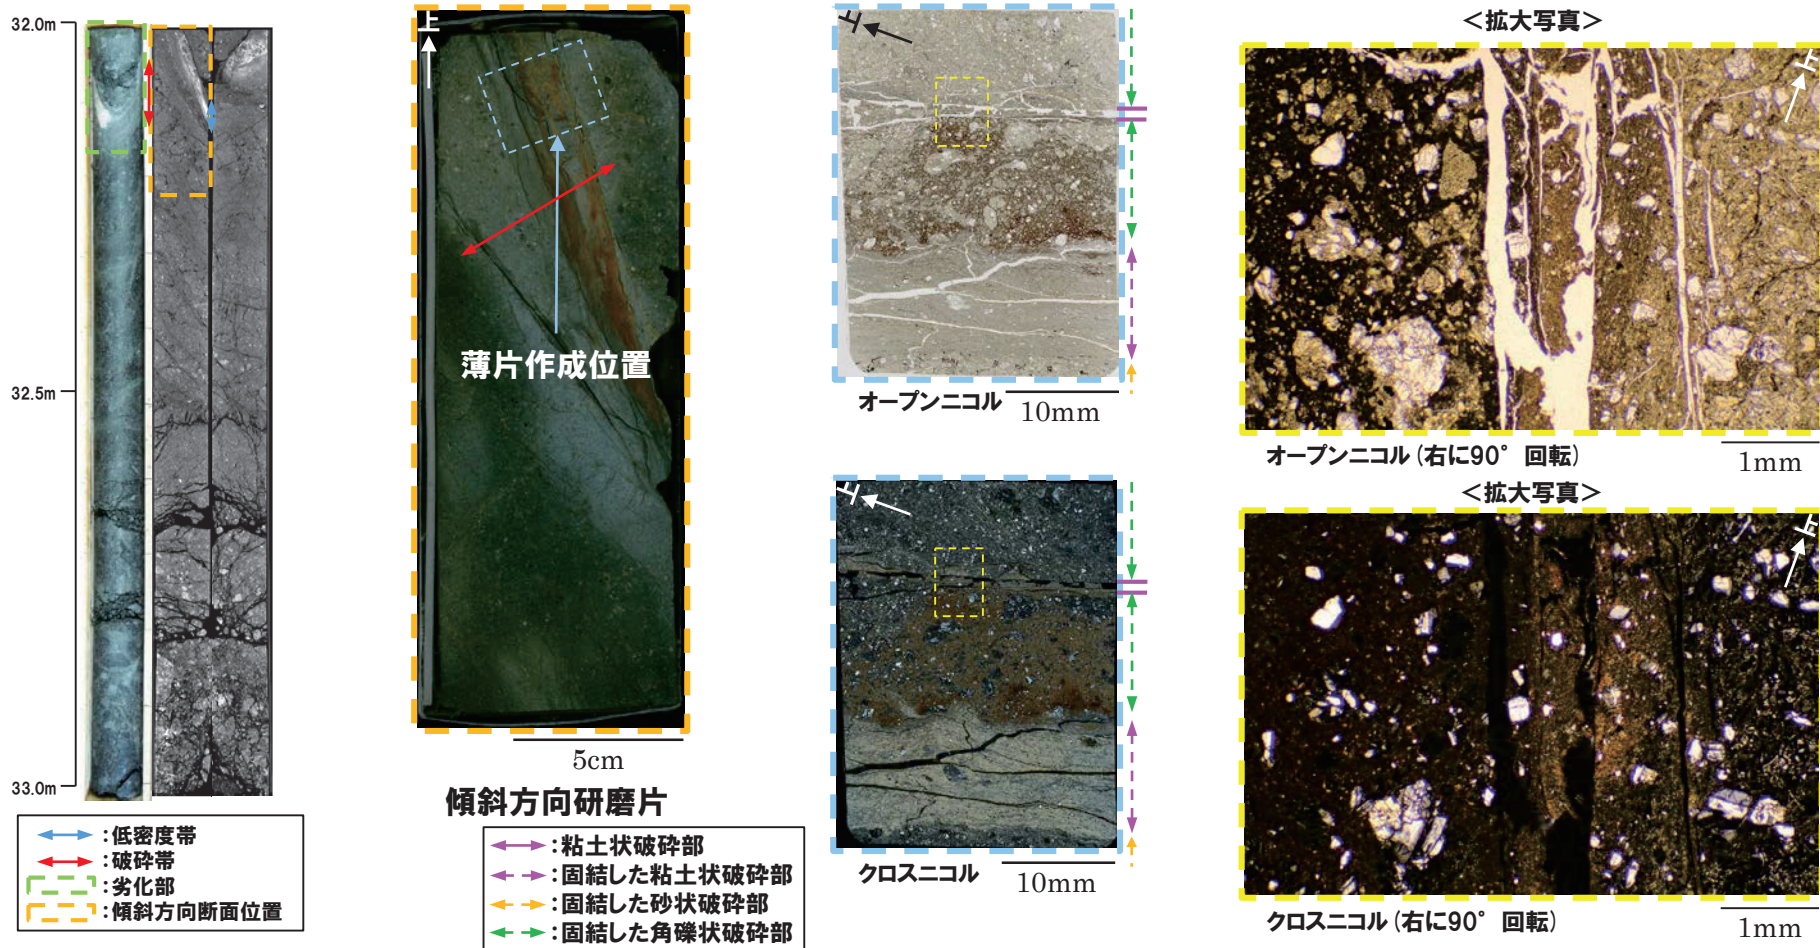 32.0m
32.5m
33.0m
:低密度帯
:破砕帯
:劣化部
:傾斜方向断面位置
上
薄片作成位置
5cm
傾斜方向研磨片
:粘土状破砕部
:固結した粘土状破砕部
:固結した砂状破砕部
:固結した角礫状破砕部
上
オープンニコル
10mm
上
クロスニコル
10mm
<拡大写真>
上
オープンニコル(右に90°回転)
1mm
<拡大写真>
上
クロスニコル(右に90°回転)
1mm